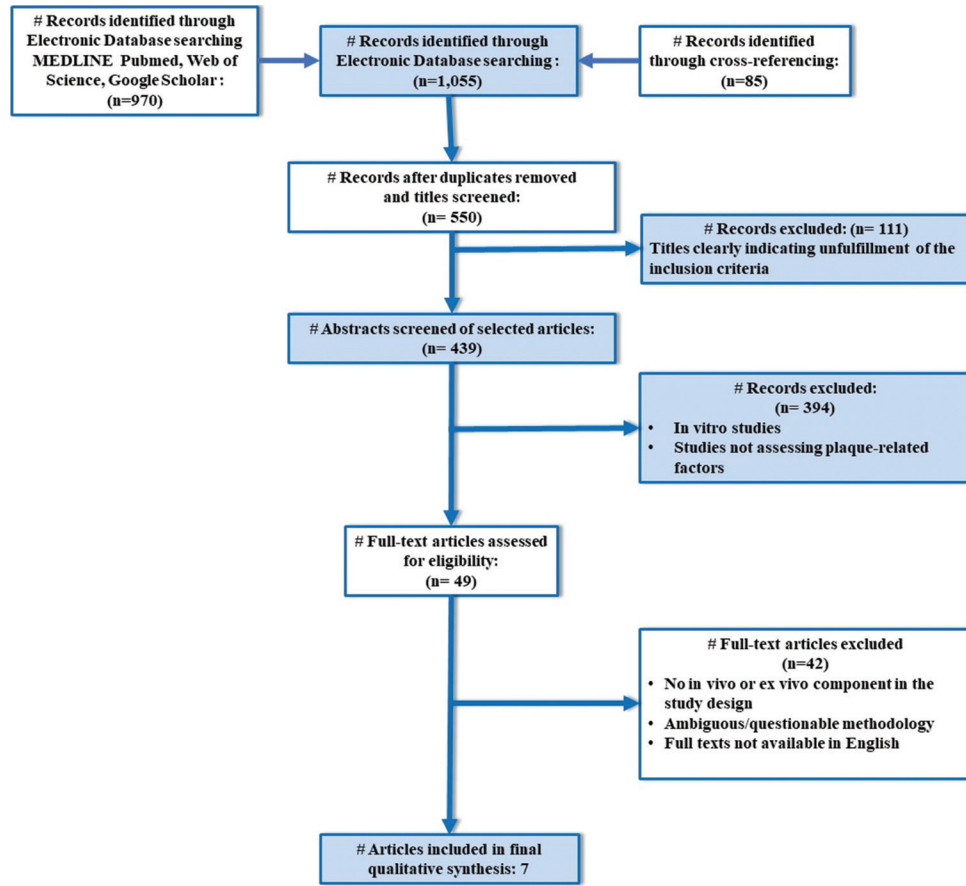 # Records identified through
Electronic Database searching
MEDLINE Pubmed, Web of
Science, Google Scholar :
(n=970)
# Records identified through
Electronic Database searching :
(n=1,055)
# Records identified
through cross-referencing:
(n=85)
# Records after duplicates removed
and titles screened:
(n= 550)
# Records excluded: (n= 111)
Titles clearly indicating unfulfillment of the
inclusion criteria
# Abstracts screened of selected articles:
(n= 439)
# Records excluded:
(n= 394)
• In vitro studies
• Studies not assessing plaque-related
factors
# Full-text articles assessed
for eligibility:
(n= 49)
# Full-text articles excluded
(n=42)
• No in vivo or ex vivo component in the
study design
• Ambiguous/questionable methodology
• Full texts not available in English
# Articles included in final
qualitative synthesis: 7